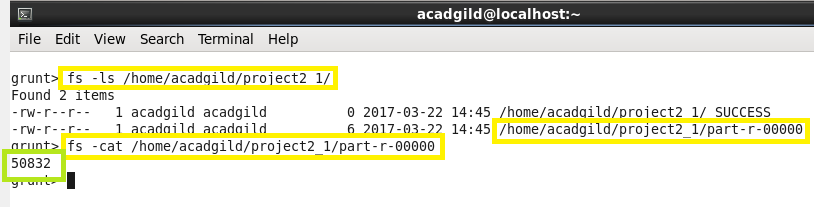 acadgild@localhost:~
File Edit View Search Terminal Help
grunt> fs -ls /home/acadgild/project2 1/
Found 2 items
-rw-r--r-- 1 acadgild acadgild 0 2017-03-22 14:45 /home/acadgild/project2 1/ SUCCESS
-rw-r--r-- 1 acadgild acadgild 6 2017-03-22 14:45 /home/acadgild/project2_1/part-r-00000
grunt> fs -cat /home/acadgild/project2_1/part-r-00000
50832
grunt>